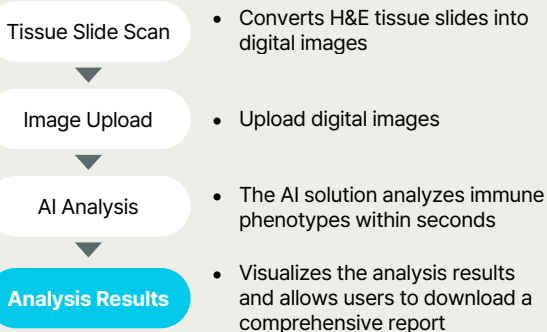 Tissue Slide Scan
• Converts H&E tissue slides into
digital images
Image Upload
• Upload digital images
AI Analysis
• The AI solution analyzes immune
phenotypes within seconds
Analysis Results
• Visualizes the analysis results
and allows users to download a
comprehensive report